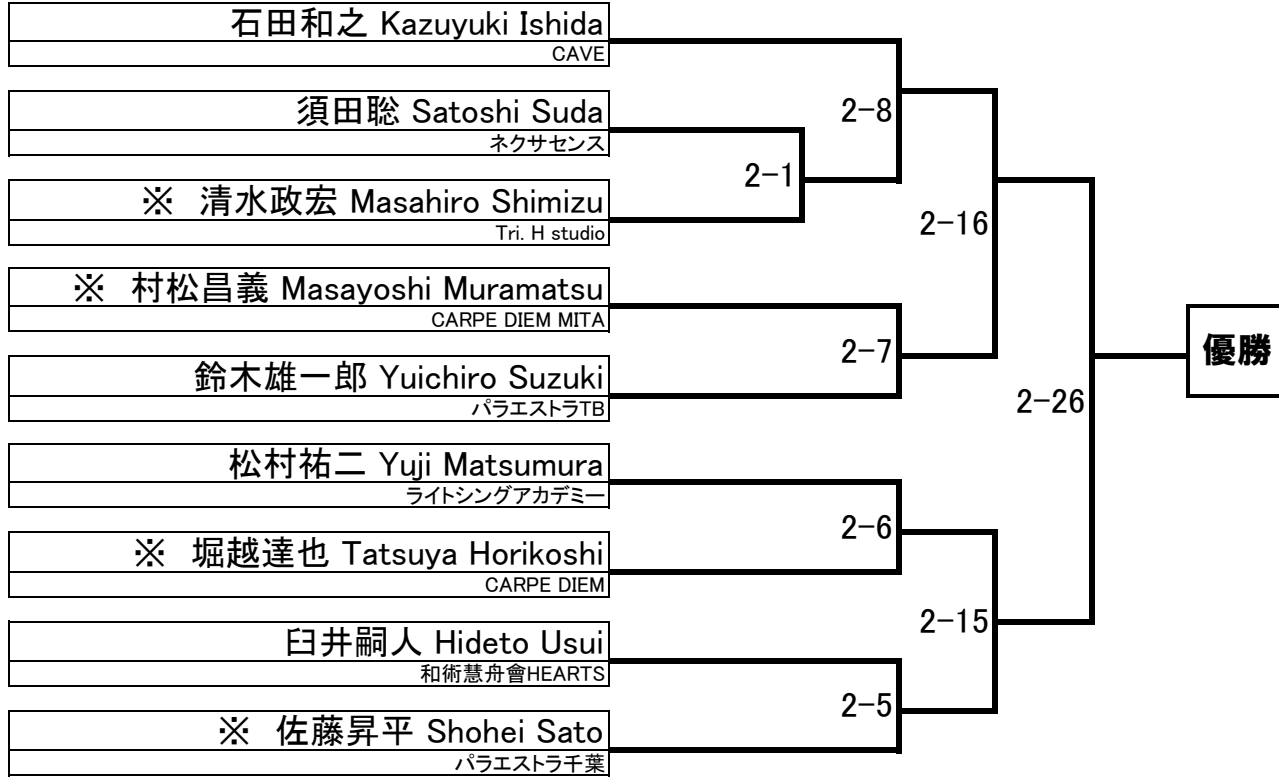 石田和之 Kazuyuki Ishida
CAVE
須田聡 Satoshi Suda
ネクサセンス
※ 清水政宏 Masahiro Shimizu
Tri. H studio
※ 村松昌義 Masayoshi Muramatsu
CARPE DIEM MITA
鈴木雄一郎 Yuichiro Suzuki
パラエストラTB
松村祐二 Yuji Matsumura
ライトシングアカデミー
※ 堀越達也 Tatsuya Horikoshi
CARPE DIEM
臼井嗣人 Hideto Usui
和術慧舟會HEARTS
※ 佐藤昇平 Shohei Sato
パラエストラ千葉
2-8
2-1
2-7
2-6
2-5
2-16
2-15
2-26
優勝